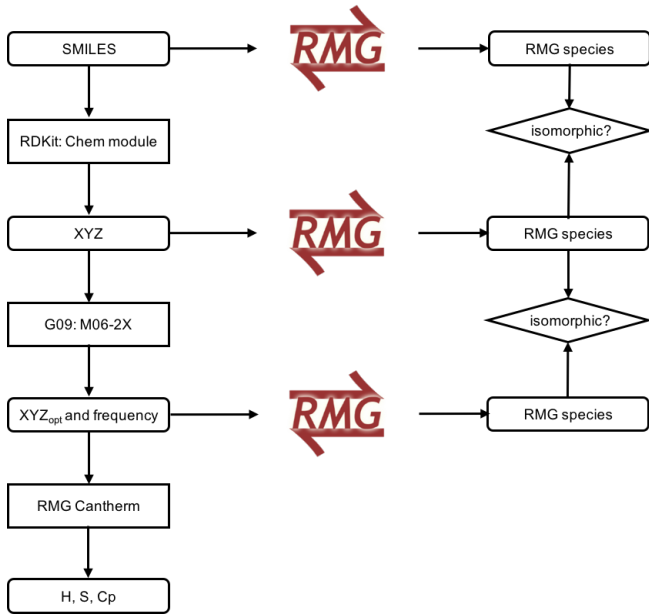 SMILES
RMG
RMG species
RDKit: Chem module
isomorphic?
XYZ
RMG
RMG species
G09: M06-2X
isomorphic?
XYZopt and frequency
RMG
RMG species
RMG Cantherm
H, S, Cp